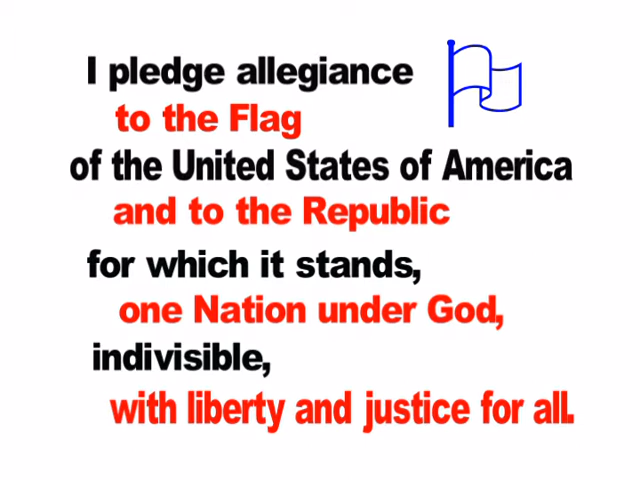 I pledge allegiance
to the Flag
of the United States of America
and to the Republic
for which it stands,
one Nation under God,
indivisible,
with liberty and justice for all.